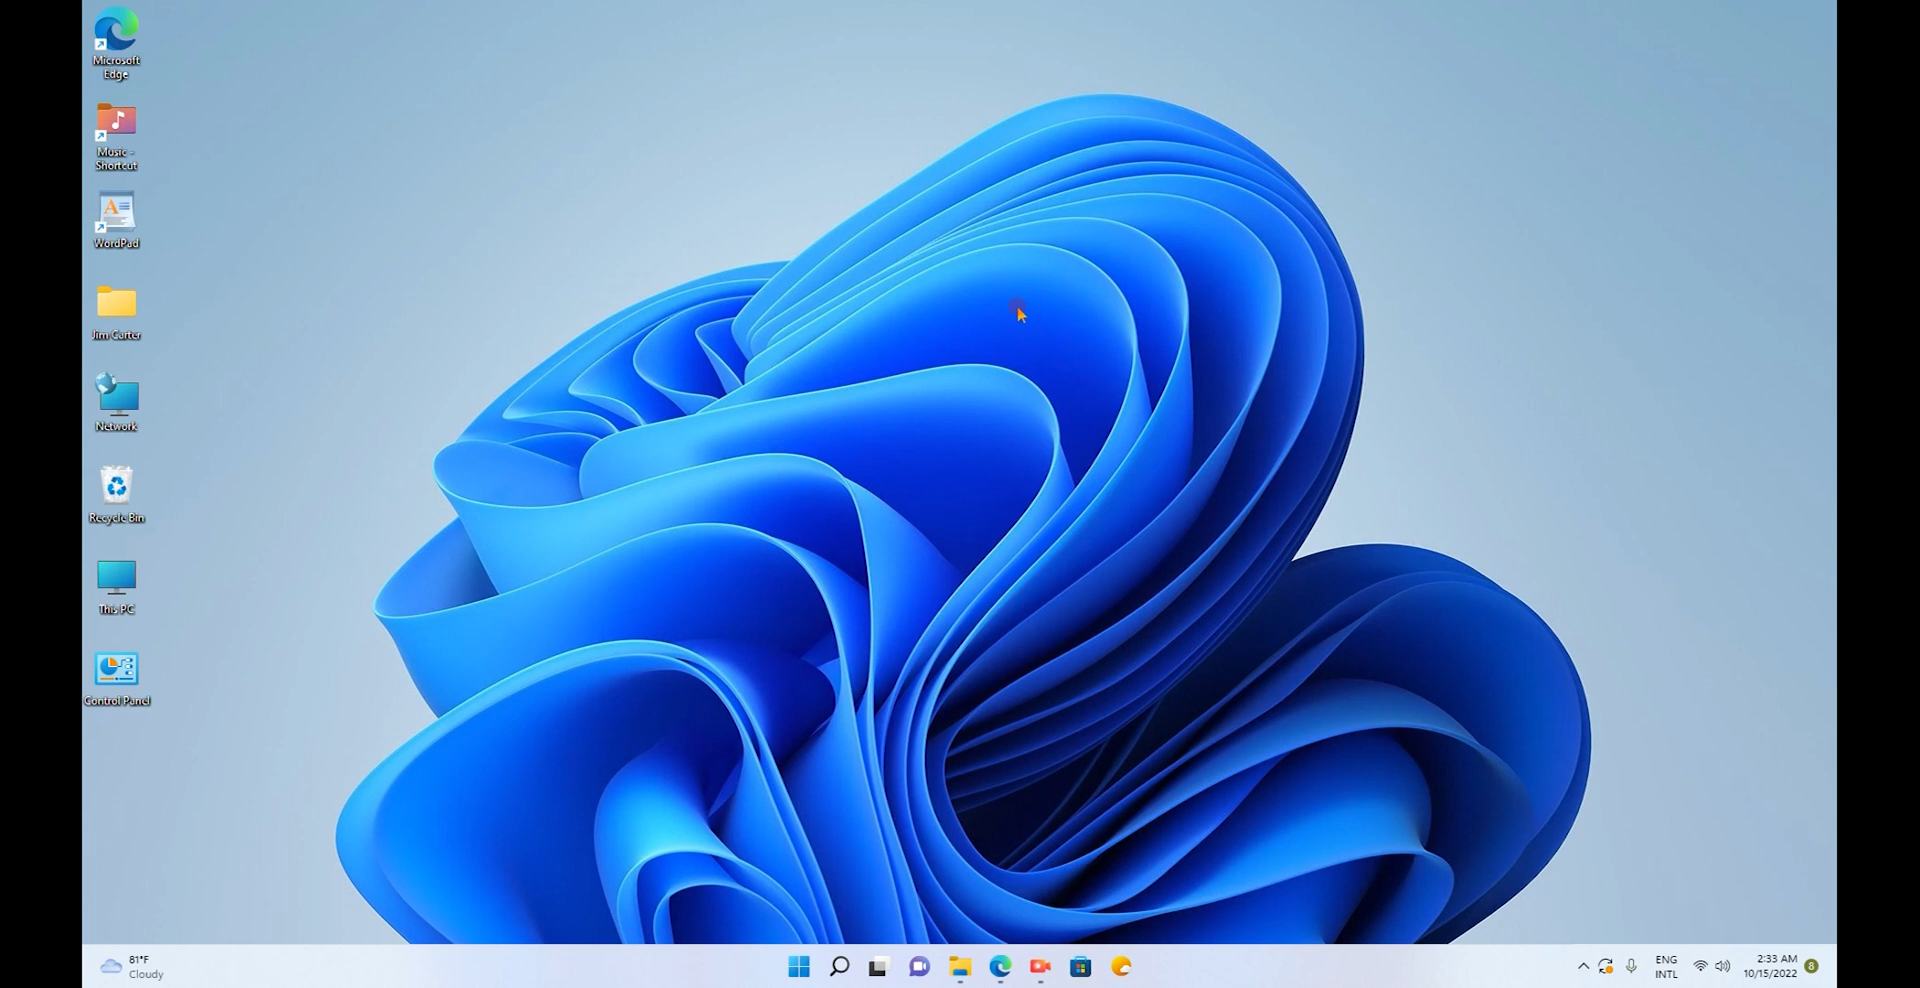 Microsoft
Edge
Music -
Shortcut
WordPad
Jim Carter
Network
Recycle Bin
This PC
Control Panel
81°F
Cloudy
ENG
INTL
2:33 AM
10/15/2022
8